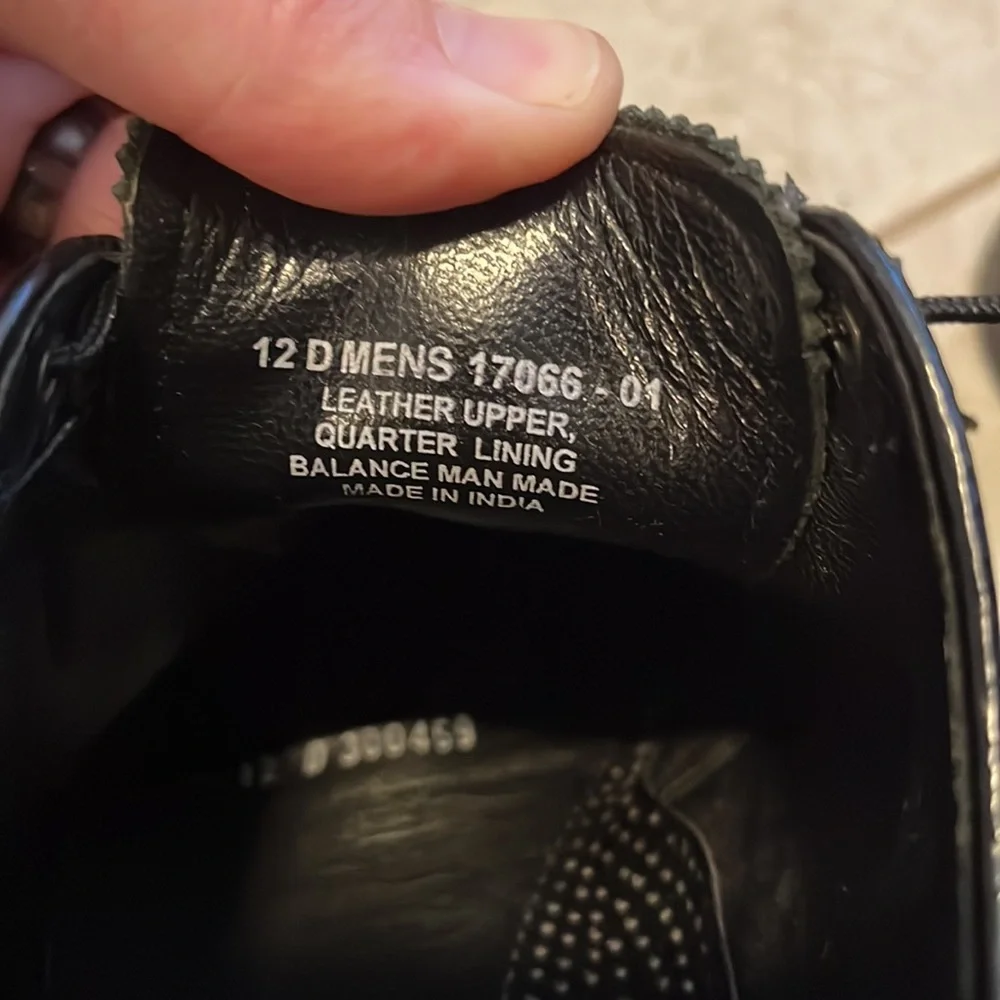 12 D MENS 17066 - 01
LEATHER UPPER,
QUARTER LINING
BALANCE MAN MADE
MADE IN INDIA